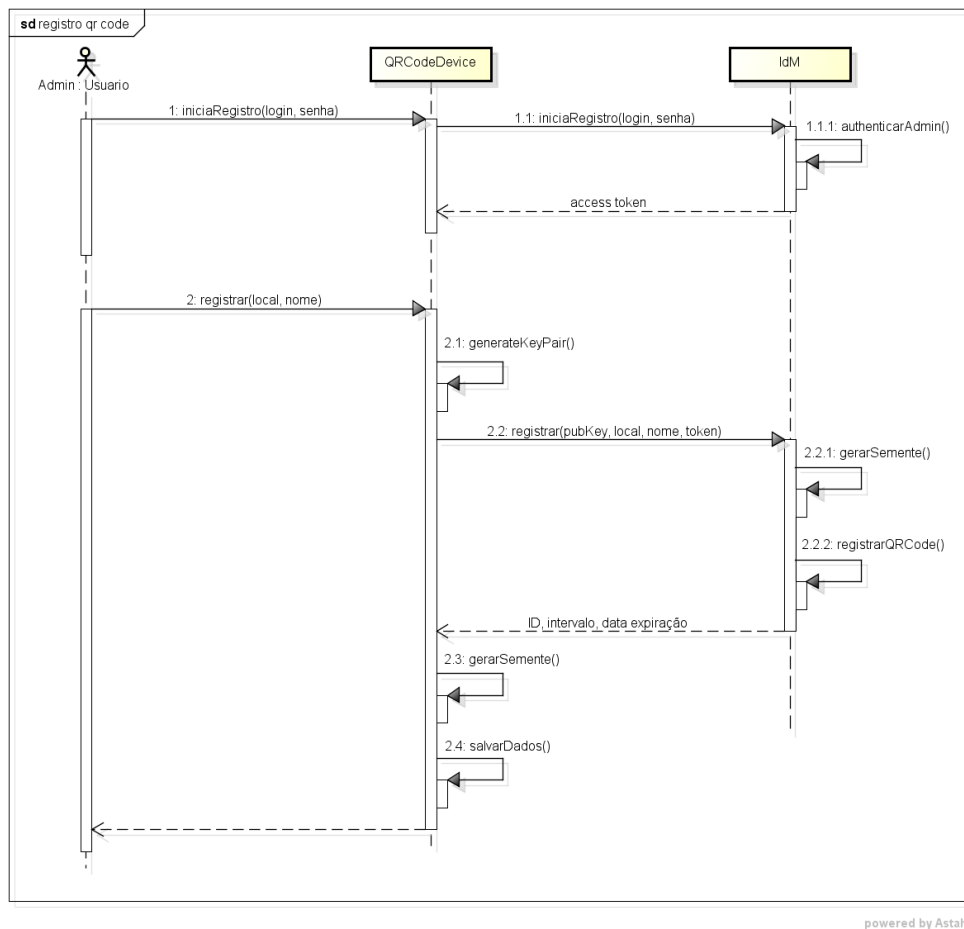 sd registro qr code
QRCodeDevice
IdM
Admin : Usuario
1: iniciaRegistro(login, senha)
1.1: iniciaRegistro(login, senha)
1.1.1: authenticarAdmin()
access token
2: registrar(local, nome)
2.1: generateKeyPair()
2.2: registrar(pubKey, local, nome, token)
2.2.1: gerarSemente()
2.2.2: registrarQRCode()
ID, intervalo, data expiração
2.3: gerarSemente()
2.4: salvarDados()
powered by Astah